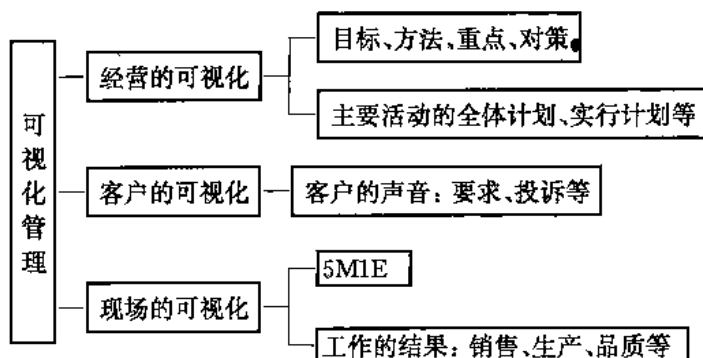 可视化管理
经营的可视化
目标、方法、重点、对策
主要活动的全体计划、实行计划等
客户的可视化
客户的声音：要求、投诉等
现场的可视化
5M1E
工作的结果：销售、生产、品质等